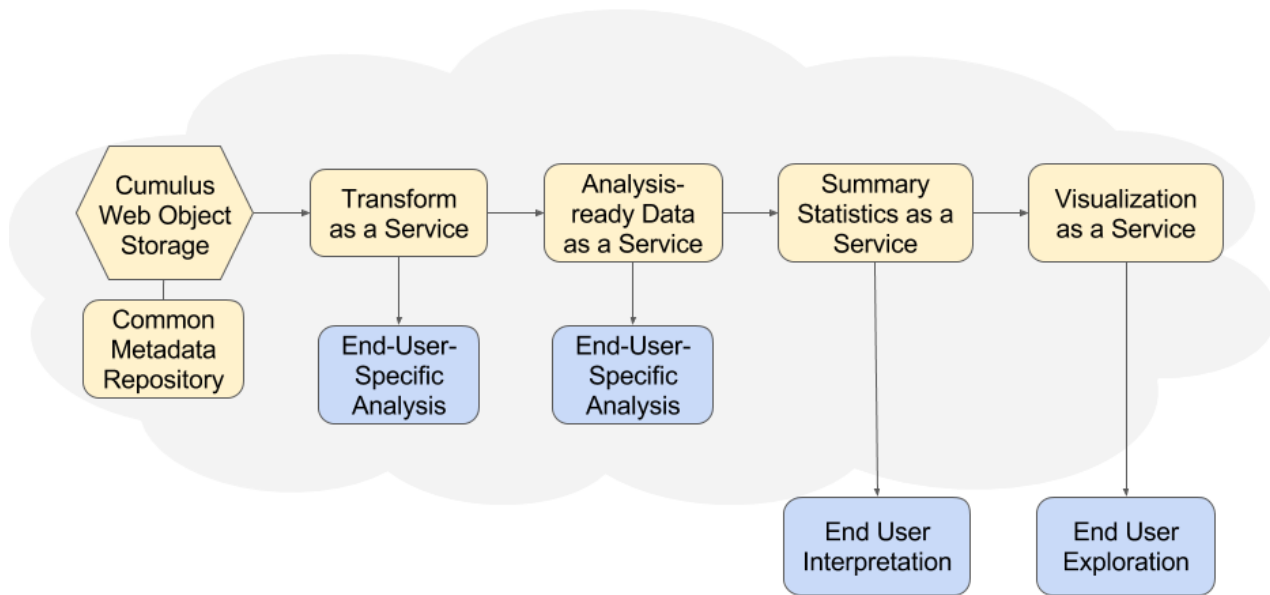 Cumulus
Web Object
Storage
Transform
as a Service
Analysis-
ready Data
as a Service
Summary
Statistics as a
Service
Visualization
as a Service
Common
Metadata
Repository
End-User-
Specific
Analysis
End-User-
Specific
Analysis
End User
Interpretation
End User
Exploration